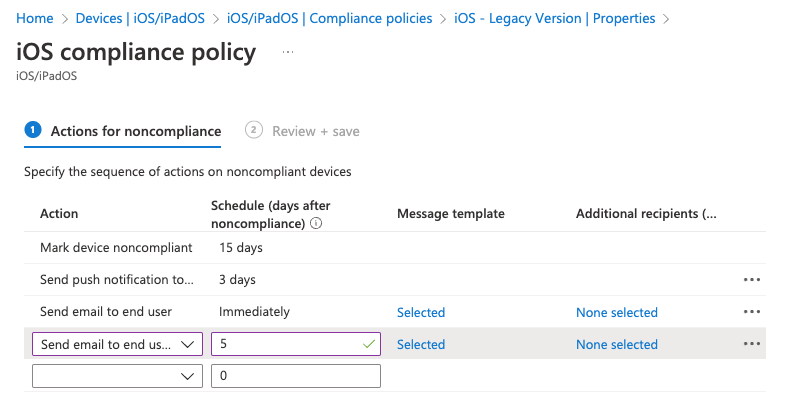 Home > Devices | iOS/iPadOS > iOS/iPadOS | Compliance policies > iOS - Legacy Version | Properties >
iOS compliance policy ...
iOS/iPadOS
1 Actions for noncompliance 2 Review + save
Specify the sequence of actions on noncompliant devices
Action Schedule (days after noncompliance) Message template Additional recipients (...
Mark device noncompliant 15 days
Send push notification to... 3 days ...
Send email to end user Immediately Selected None selected ...
Send email to end us... 5 Selected None selected ...
0